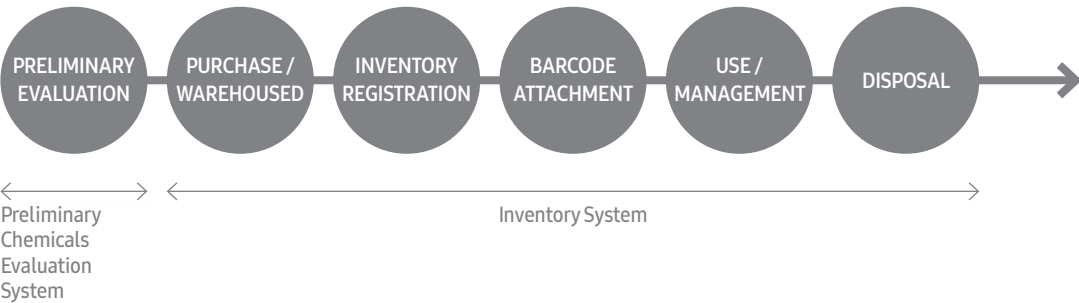 PRELIMINARY
EVALUATION
PURCHASE /
WAREHOUSED
INVENTORY
REGISTRATION
BARCODE
ATTACHMENT
USE /
MANAGEMENT
DISPOSAL
Preliminary
Chemicals
Evaluation
System
Inventory System